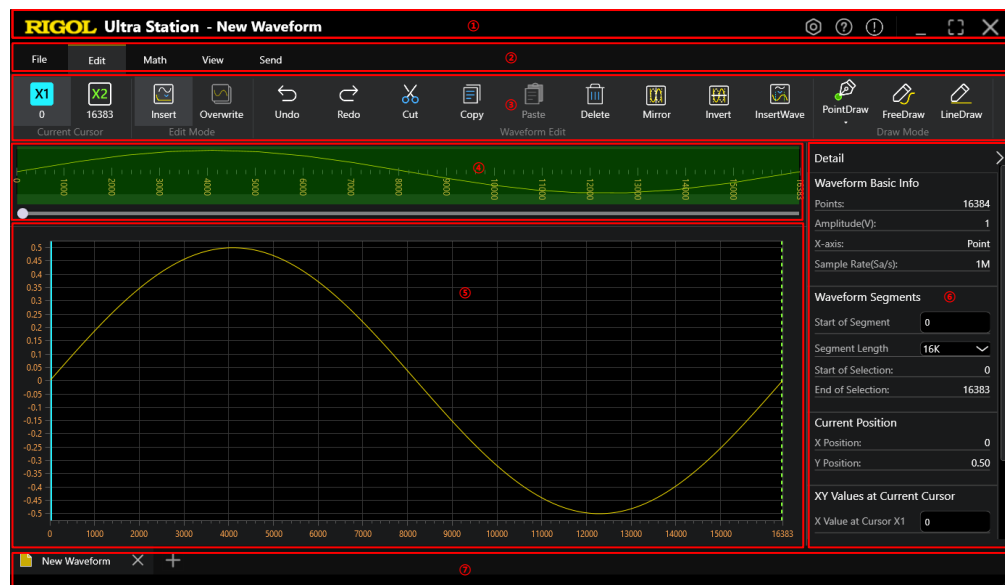 RIGOL Ultra Station - New Waveform ①
File Edit Math View Send ②
X1 X2 ③
0 16383 Insert Overwrite Undo Redo Cut Copy Paste Delete Mirror Invert InsertWave PointDraw FreeDraw LineDraw
Current Cursor Edit Mode Waveform Edit Draw Mode
④
0 1000 2000 3000 4000 5000 6000 7000 8000 9000 10000 11000 12000 13000 14000 15000 16383
Detail
Waveform Basic Info
Points: 16384
Amplitude(V): 1
X-axis: Point
Sample Rate(Sa/s): 1M
Waveform Segments ⑥
Start of Segment 0
Segment Length 16K
Start of Selection: 0
End of Selection: 16383
Current Position
X Position: 0
Y Position: 0.50
XY Values at Current Cursor
X Value at Cursor X1 0
⑤
0.5
0.45
0.4
0.35
0.3
0.25
0.2
0.15
0.1
0.05
0
-0.05
-0.1
-0.15
-0.2
-0.25
-0.3
-0.35
-0.4
-0.45
-0.5
0 1000 2000 3000 4000 5000 6000 7000 8000 9000 10000 11000 12000 13000 14000 15000 16383
New Waveform
⑦